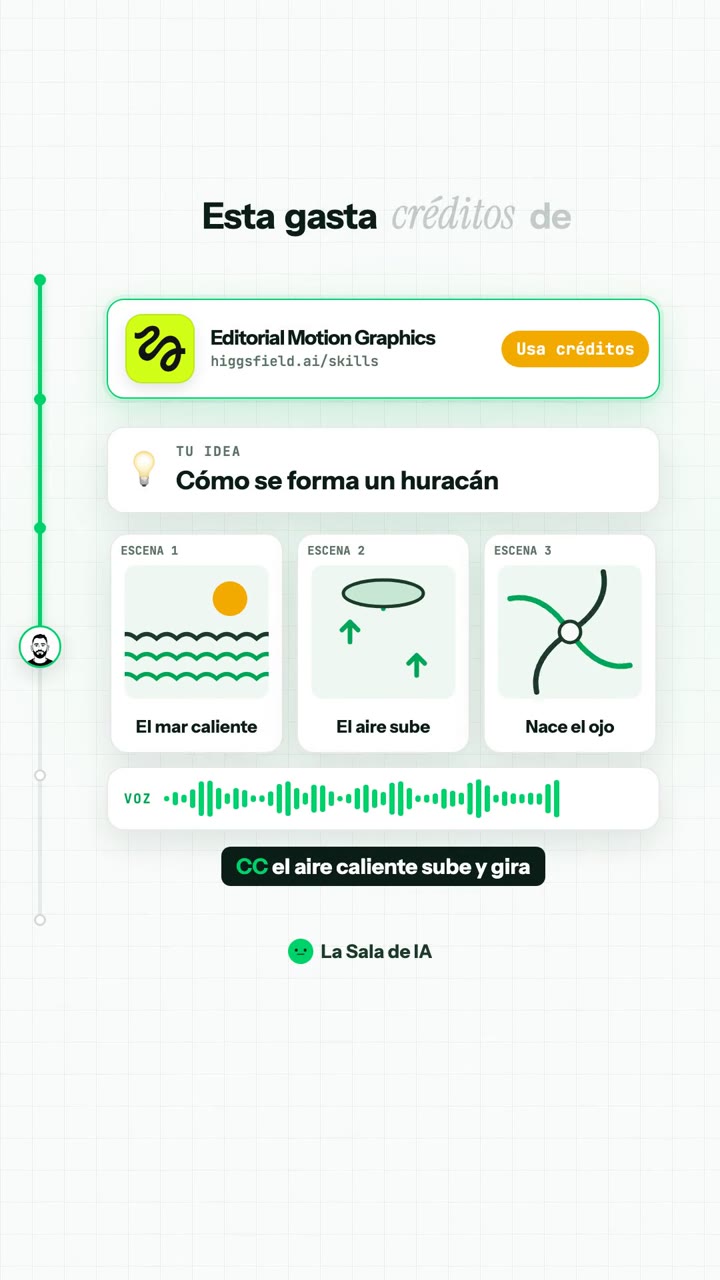 Esta gasta créditos de
Editorial Motion Graphics
higgsfield.ai/skills
Usa créditos
TU IDEA
Cómo se forma un huracán
ESCENA 1
El mar caliente
ESCENA 2
El aire sube
ESCENA 3
Nace el ojo
VOZ
CC el aire caliente sube y gira
La Sala de IA